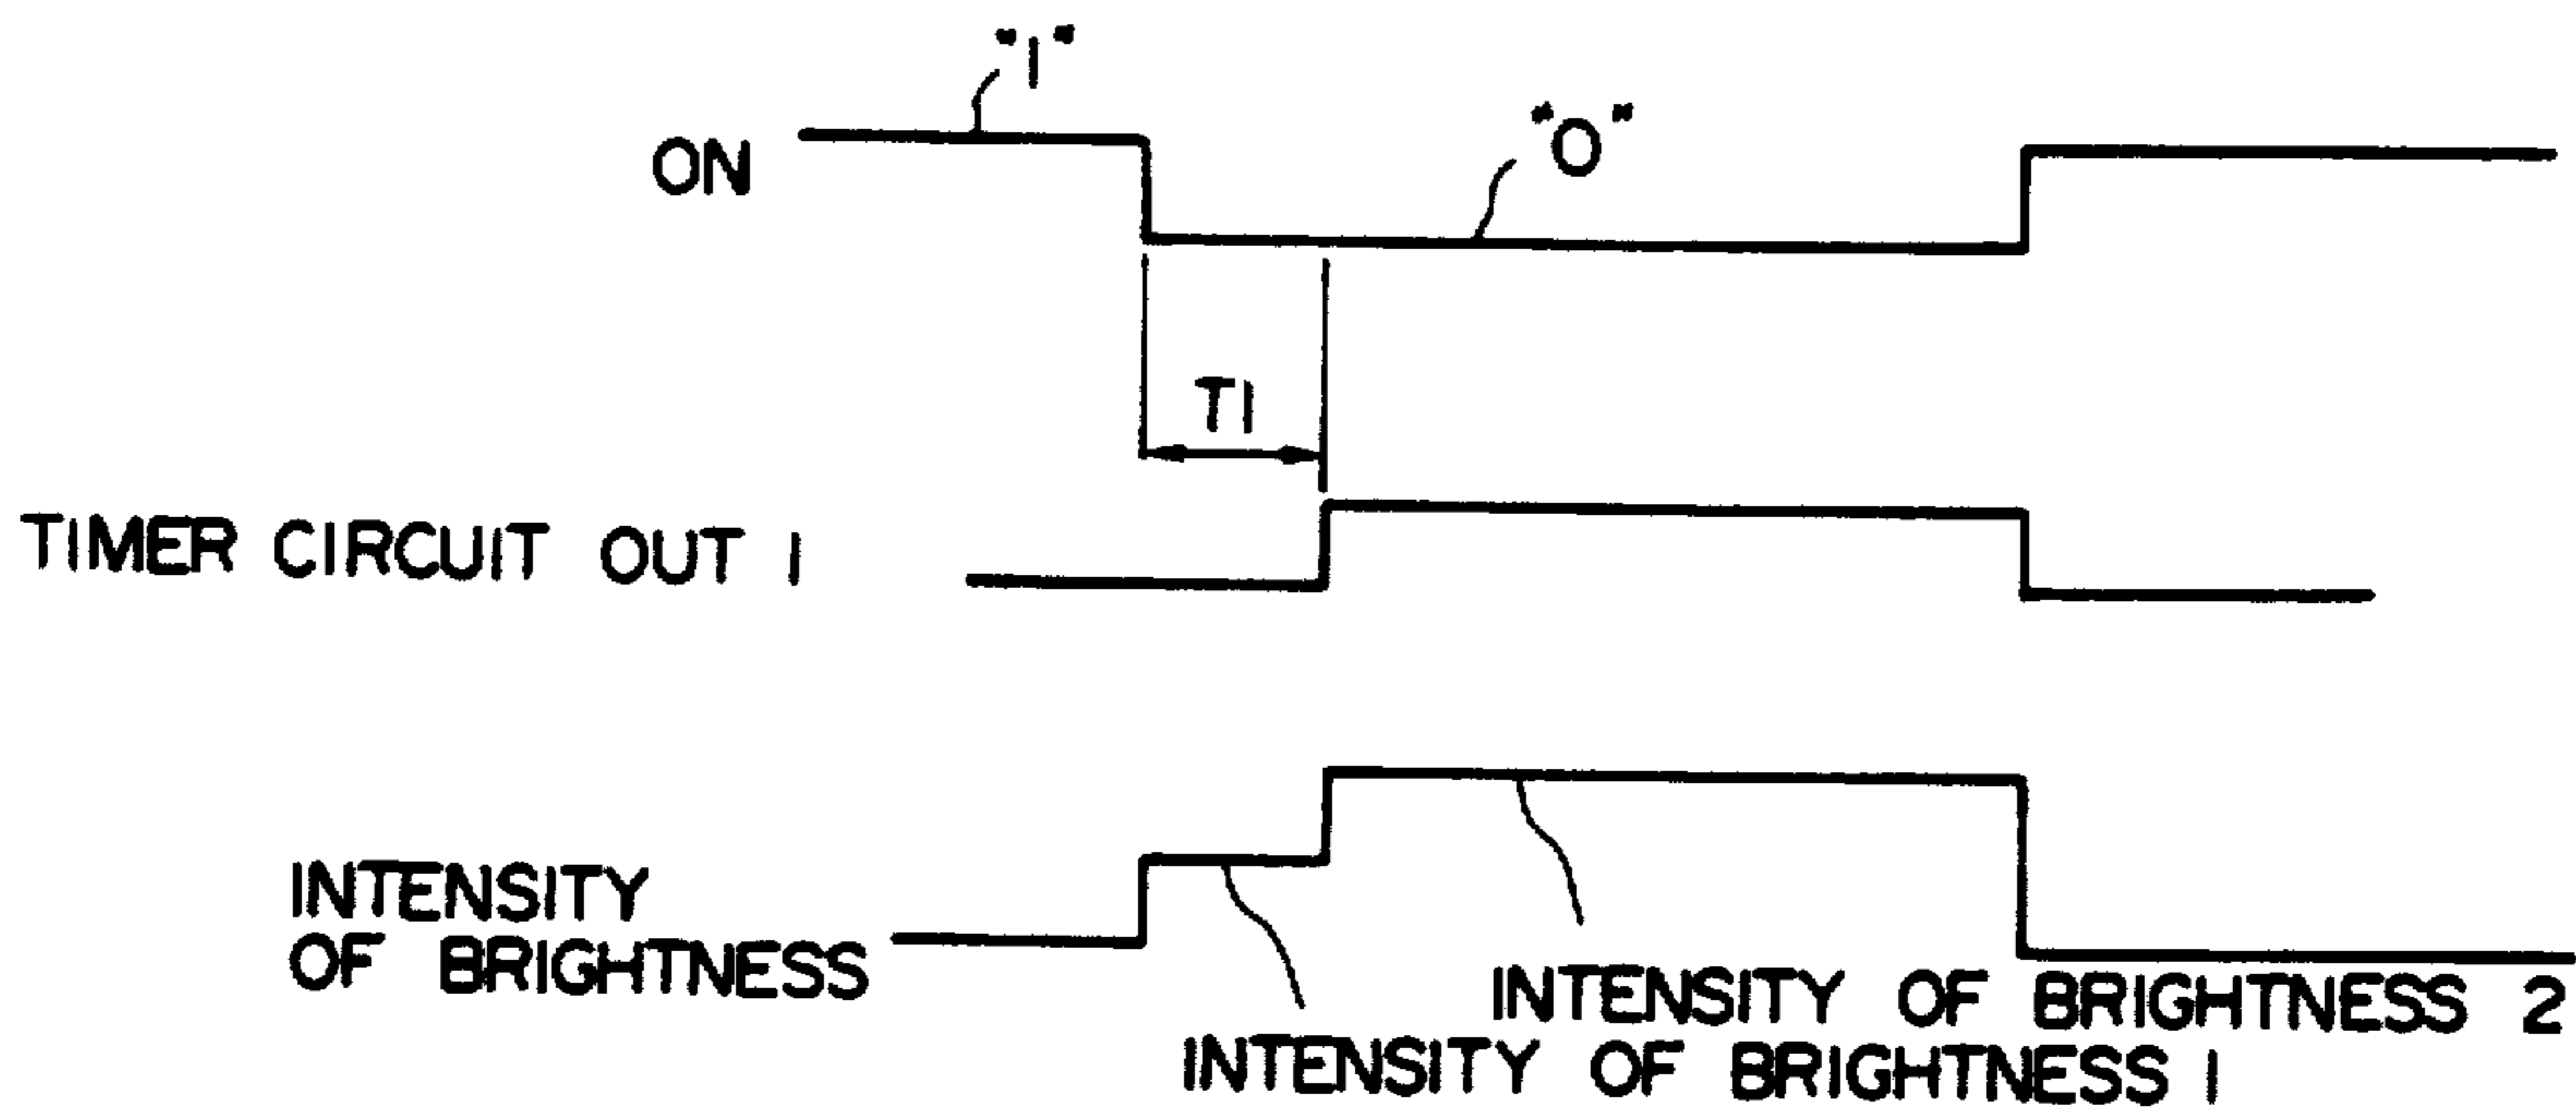 "1"
ON
"0"
T1
TIMER CIRCUIT OUT 1
INTENSITY
OF BRIGHTNESS
INTENSITY OF BRIGHTNESS 2
INTENSITY OF BRIGHTNESS 1